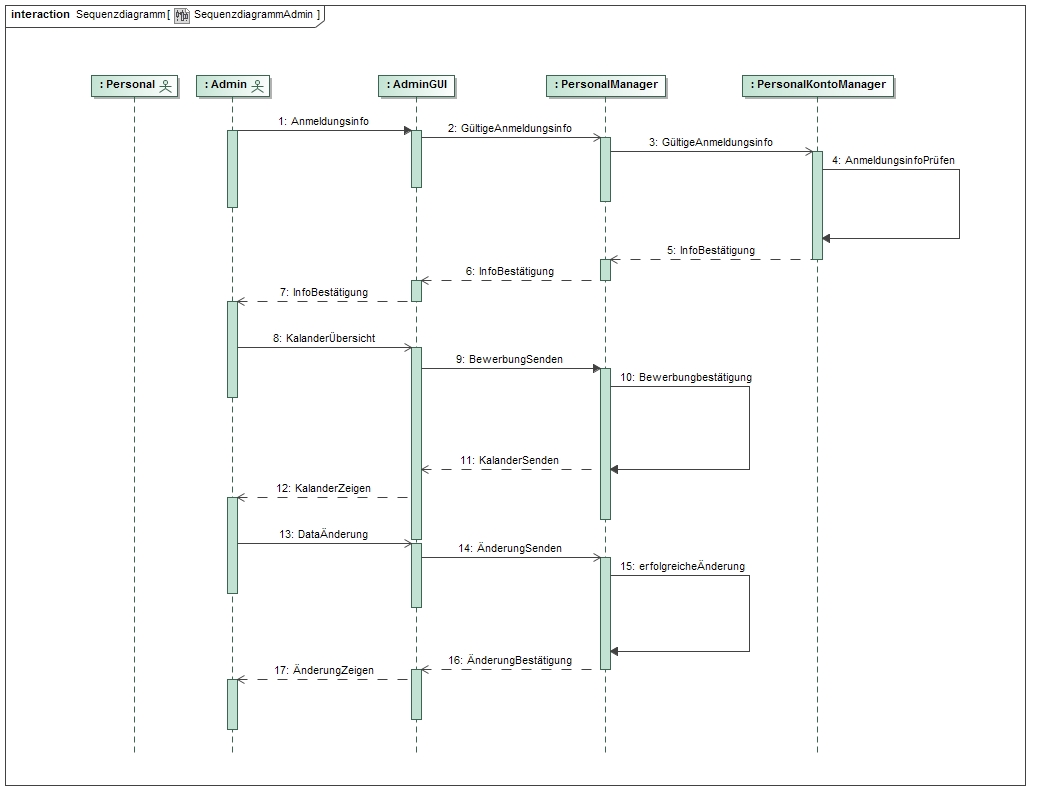 interaction Sequenzdiagramm[ SequenzdiagrammAdmin ]
: Personal
: Admin
: AdminGUI
: PersonalManager
: PersonalKontoManager
1: Anmeldungsinfo
2: GültigeAnmeldungsinfo
3: GültigeAnmeldungsinfo
4: AnmeldungsinfoPrüfen
5: InfoBestätigung
6: InfoBestätigung
7: InfoBestätigung
8: KalanderÜbersicht
9: BewerbungSenden
10: Bewerbungbestätigung
11: KalanderSenden
12: KalanderZeigen
13: DataÄnderung
14: ÄnderungSenden
15: erfolgreicheÄnderung
16: ÄnderungBestätigung
17: ÄnderungZeigen